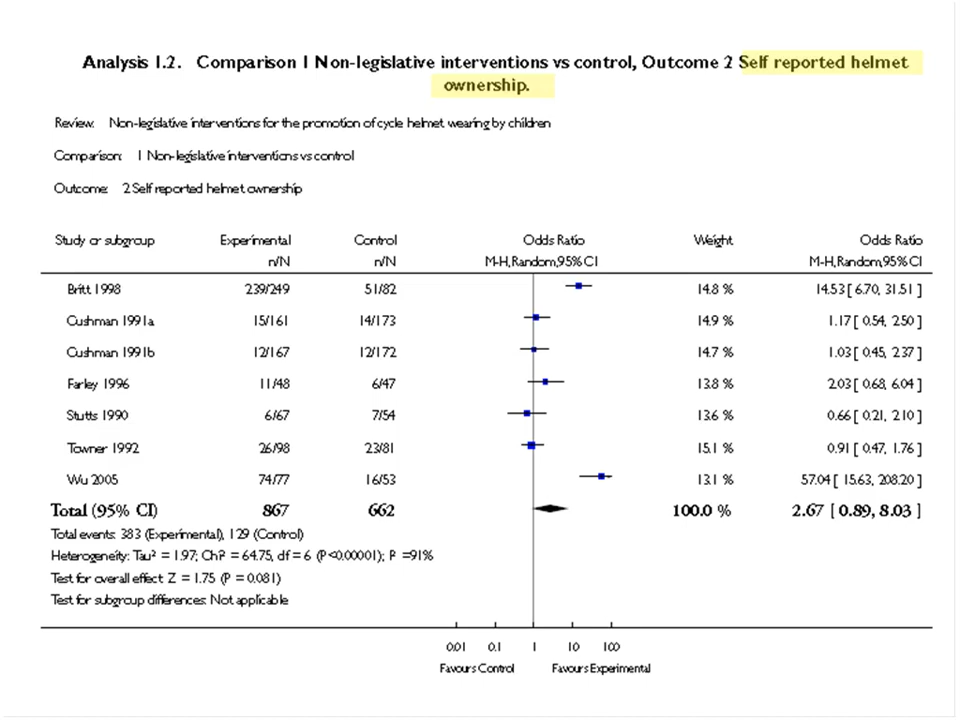 Analysis 1.2. Comparison 1 Non-legislative interventions vs control, Outcome 2 Self reported helmet
ownership.
Review: Non-legislative interventions for the promotion of cycle helmet wearing by children
Comparison: 1 Non-legislative interventions vs control
Outcome: 2 Self reported helmet ownership
Study or subgroup Experimental Control Odds Ratio Weight Odds Ratio
n/N n/N M-H,Random,95% CI M-H,Random,95% CI
Britt 1998 239/249 51/82 14.8 % 14.53 [ 6.70, 31.51 ]
Cushman 1991a 15/161 14/173 14.9 % 1.17 [ 0.54, 2.50 ]
Cushman 1991b 12/167 12/172 14.7 % 1.03 [ 0.45, 2.37 ]
Farley 1996 11/48 6/47 13.8 % 2.03 [ 0.68, 6.04 ]
Stutts 1990 6/67 7/54 13.6 % 0.66 [ 0.21, 2.10 ]
Towner 1992 26/98 23/81 15.1 % 0.91 [ 0.47, 1.76 ]
Wu 2005 74/77 16/53 13.1 % 57.04 [ 15.63, 208.20 ]
Total (95% CI) 867 662 100.0 % 2.67 [ 0.89, 8.03 ]
Total events: 383 (Experimental), 129 (Control)
Heterogeneity: Tau² = 1.97; Chi² = 64.75, df = 6 (P<0.00001); I² =91%
Test for overall effect: Z = 1.75 (P = 0.081)
Test for subgroup differences: Not applicable
0.01 0.1 1 10 100
Favours Control Favours Experimental